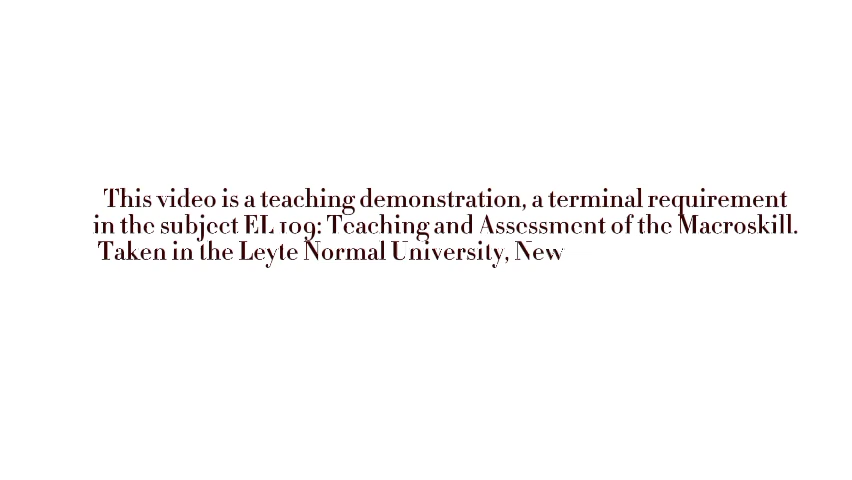 This video is a teaching demonstration, a terminal requirement
in the subject EL 109: Teaching and Assessment of the Macroskill.
Taken in the Leyte Normal University, New